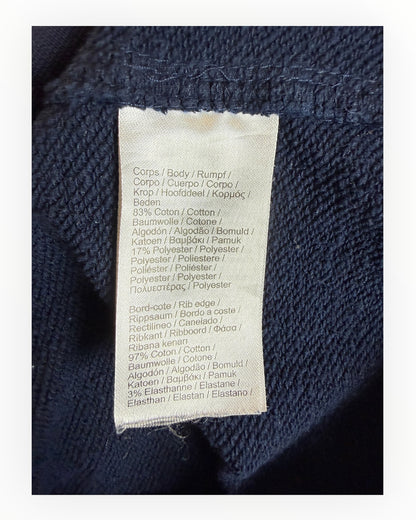 Corps / Body / Rumpf /
Corpo / Cuerpo / Corpo /
Krop / Hoofddeel / Κορμός /
Beden
83% Coton / Cotton /
Baumwolle / Cotone /
Algodón / Algodão / Bomuld /
Katoen / Βαμβάκι / Pamuk
17% Polyester / Polyester /
Polyester / Poliestere /
Poliéster / Poliéster /
Polyester / Polyester /
Πολυεστέρας / Polyester
Bord-cote / Rib edge /
Rippsaum / Bordo a coste /
Rectilineo / Canelado /
Ribkant / Ribboord / Φάσα /
Ribana kenarı
97% Coton / Cotton /
Baumwolle / Cotone /
Algodón / Algodão / Bomuld /
Katoen / Βαμβάκι / Pamuk
3% Elasthanne / Elastane /
Elasthan / Elastan / Elastano /